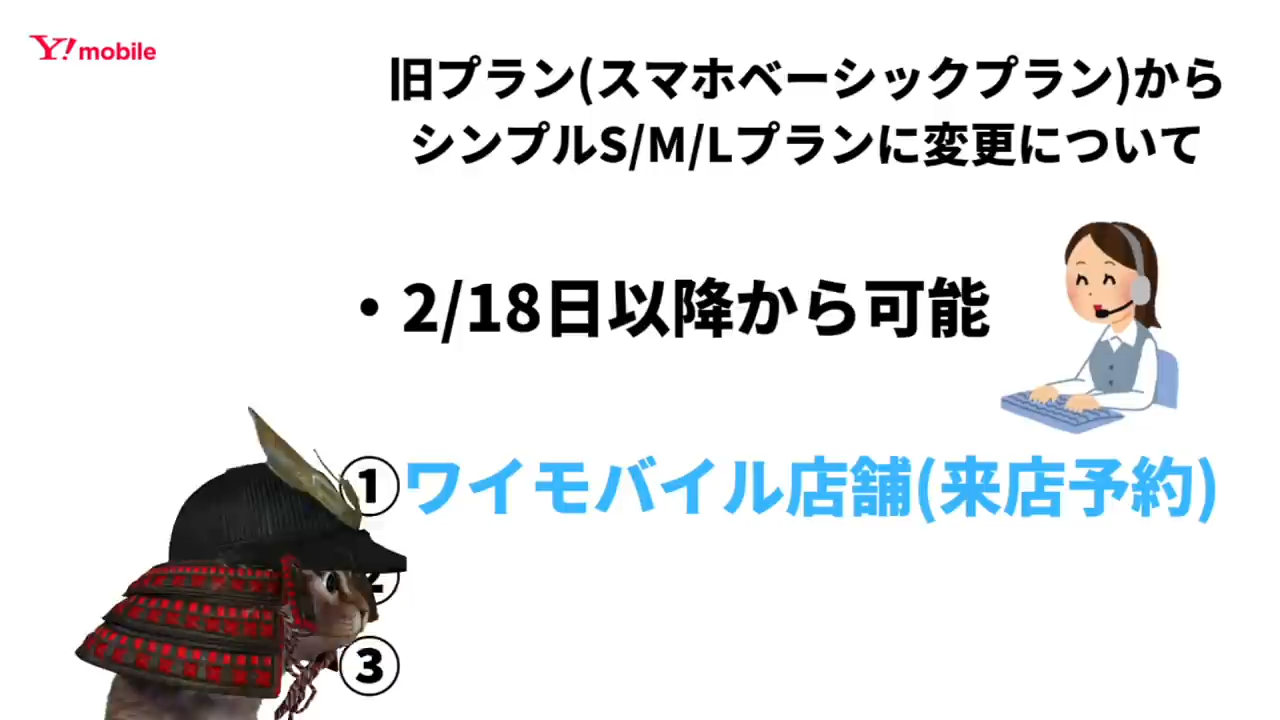 Y!mobile
旧プラン(スマホベーシックプラン)から
シンプルS/M/Lプランに変更について
・2/18日以降から可能
①ワイモバイル店舗(来店予約)
②
③